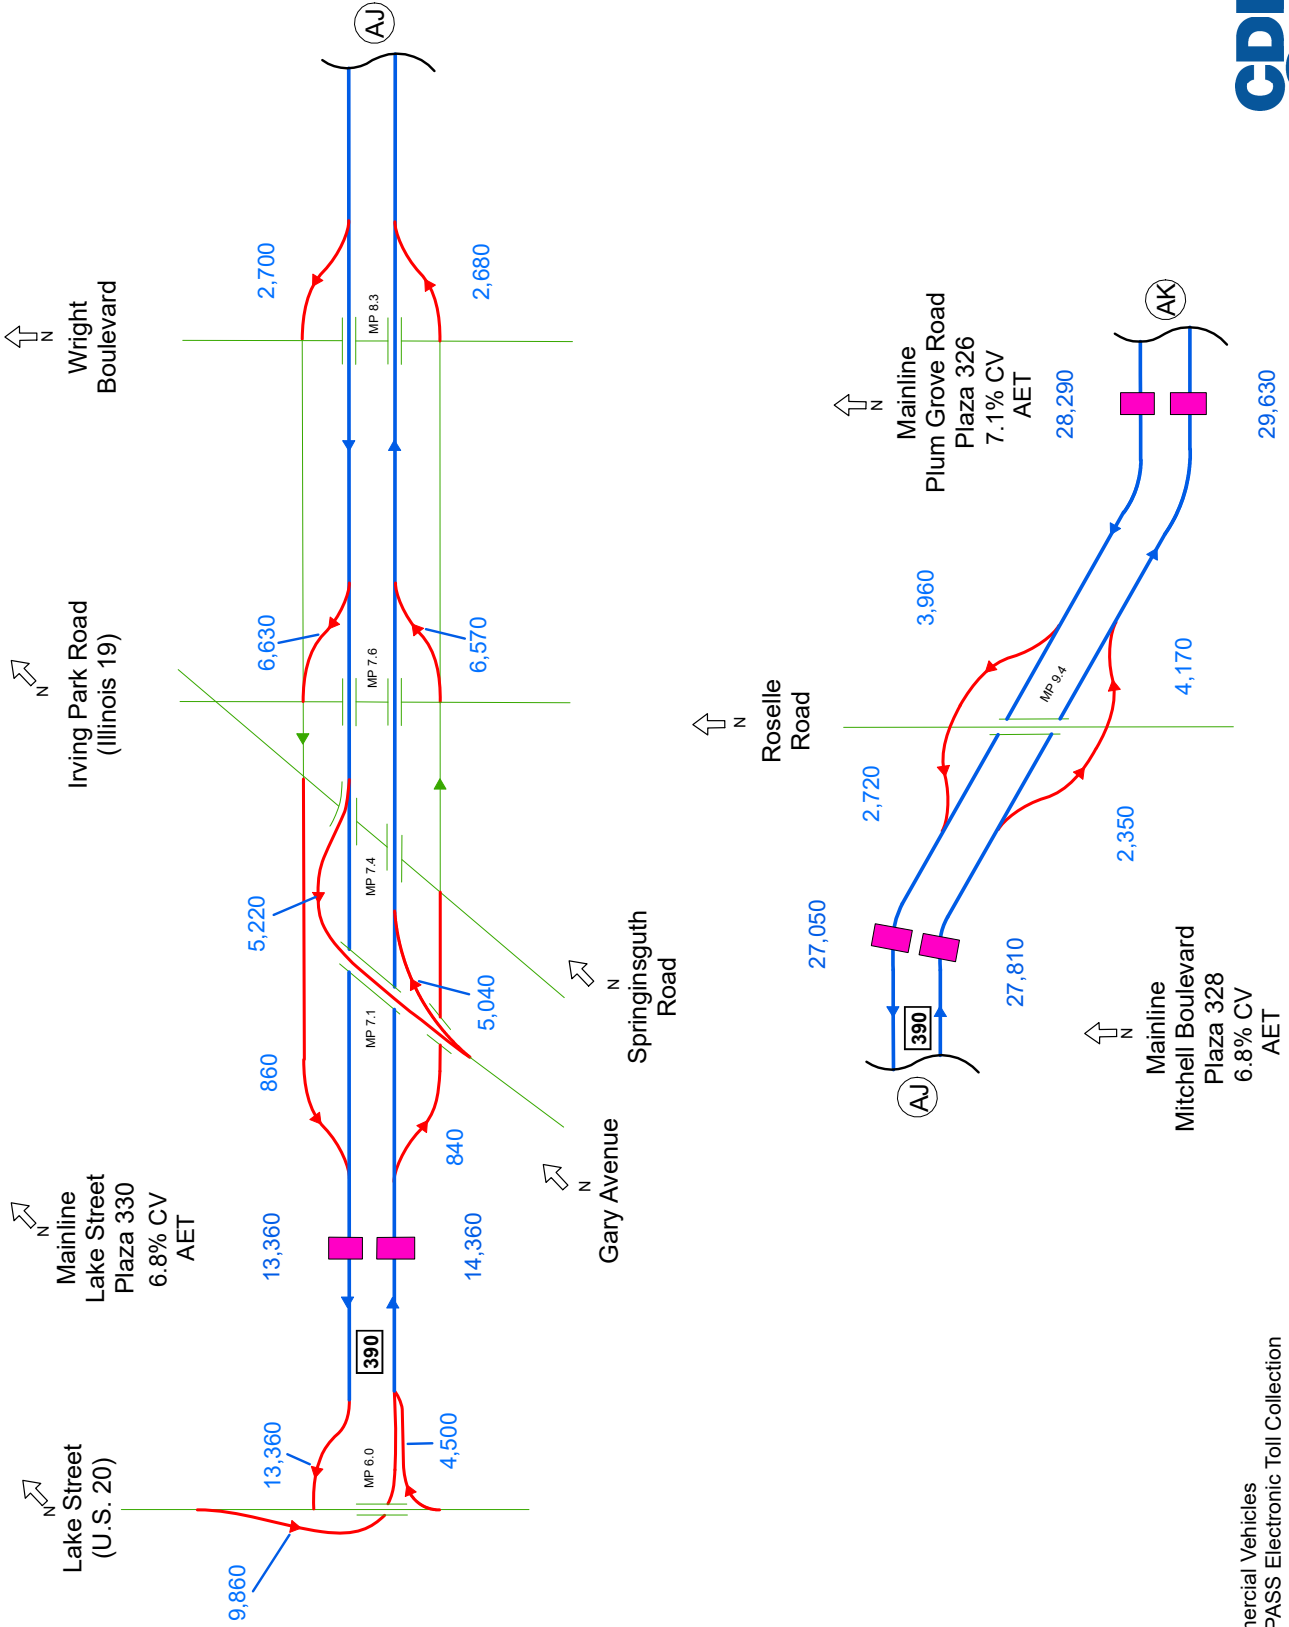 Lake Street
(U.S. 20)
N
9,860
13,360
4,500
MP 6.0
390
Mainline
Lake Street
Plaza 330
6.8% CV
AET
N
13,360
14,360
Gary Avenue
N
860
840
MP 7.1
5,220
5,040
MP 7.4
Springinsguth
Road
N
Irving Park Road
(Illinois 19)
N
6,630
6,570
MP 7.6
Wright
Boulevard
N
2,700
2,680
MP 8.3
AJ
AJ
390
Mainline
Mitchell Boulevard
Plaza 328
6.8% CV
AET
N
27,050
27,810
Roselle
Road
N
2,720
2,350
3,960
4,170
MP 9.4
Mainline
Plum Grove Road
Plaza 326
7.1% CV
AET
N
28,290
29,630
AK
mercial Vehicles
PASS Electronic Toll Collection